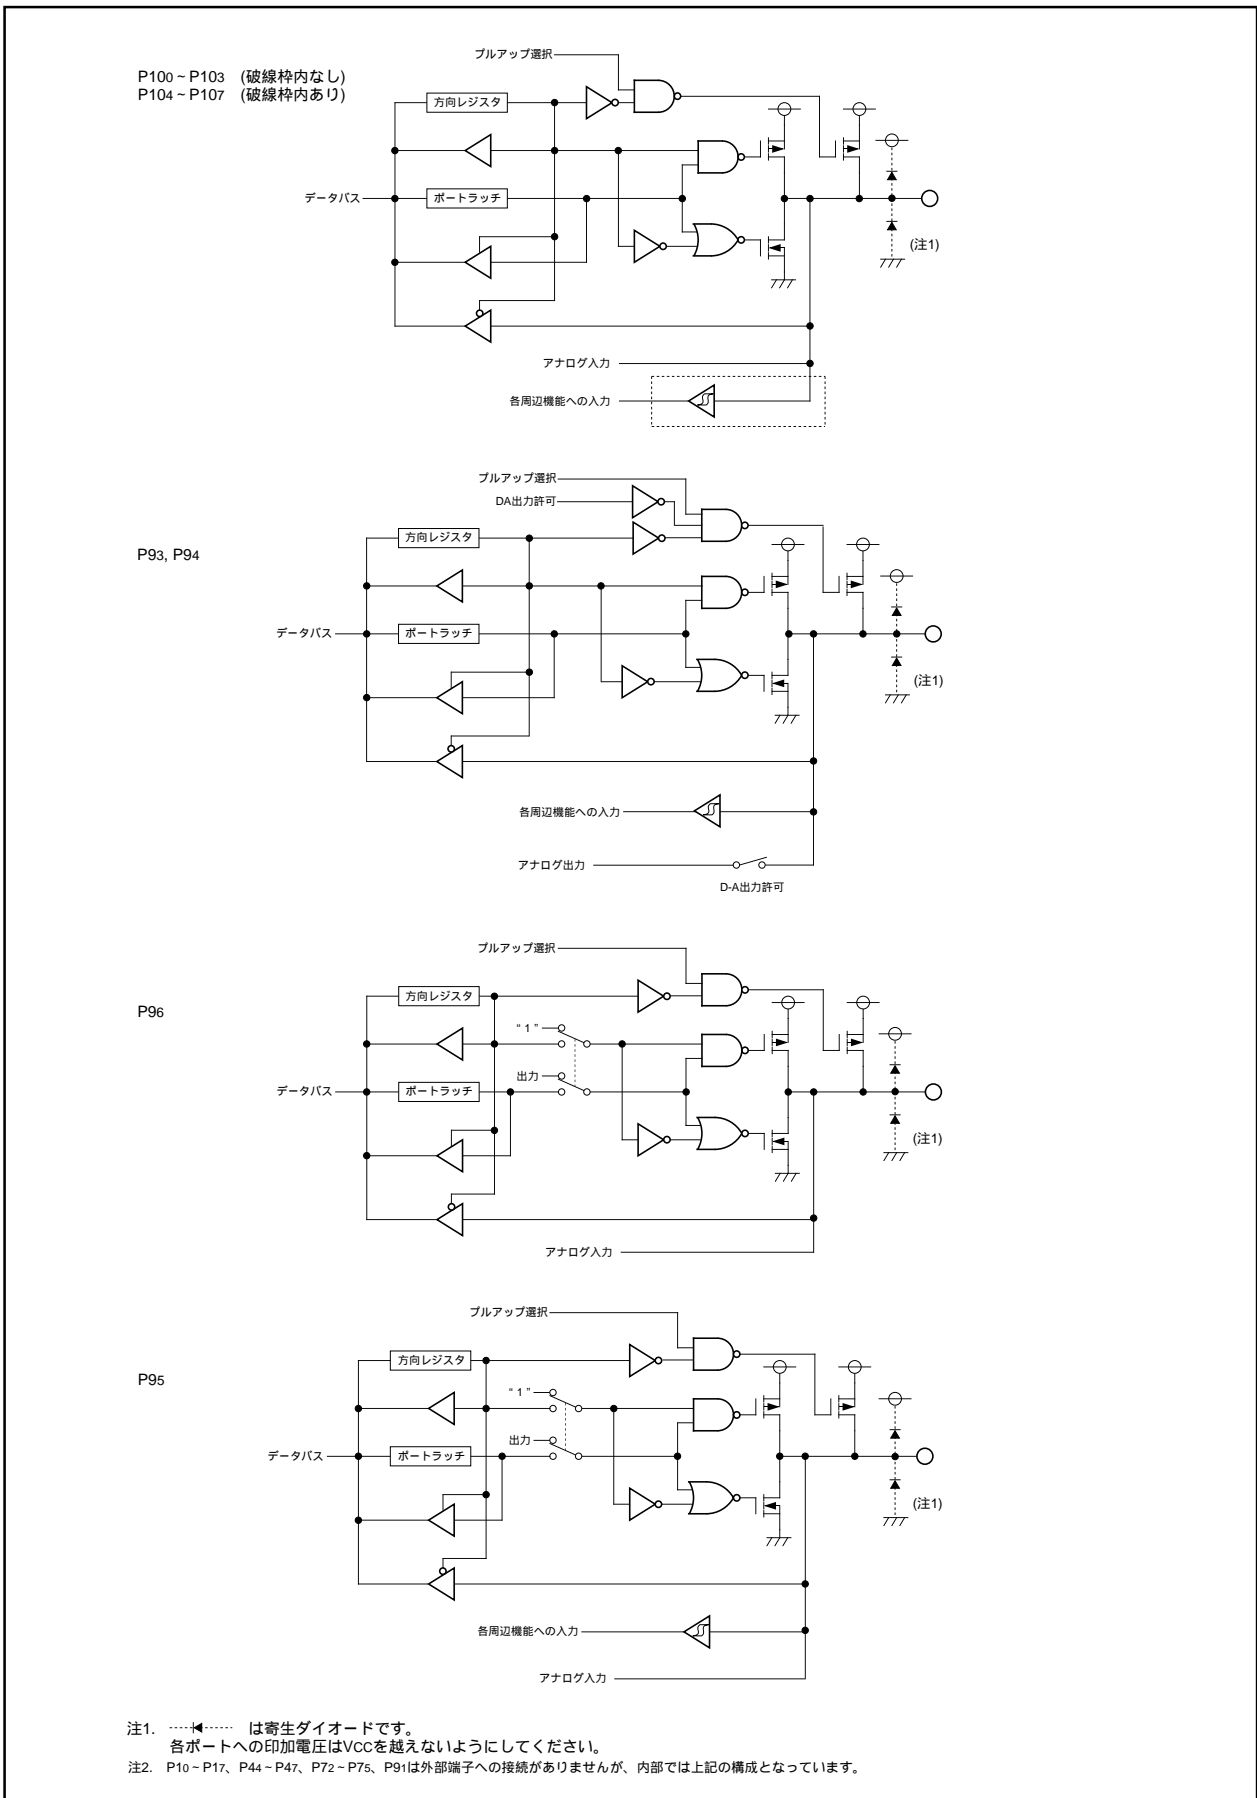 プルアップ選択
P100~P103 (破線枠内なし)
P104~P107 (破線枠内あり)
方向レジスタ
データバス
ポートラッチ
(注1)
アナログ入力
各周辺機能への入力
プルアップ選択
DA出力許可
方向レジスタ
P93, P94
データバス
ポートラッチ
(注1)
各周辺機能への入力
アナログ出力
D-A出力許可
プルアップ選択
方向レジスタ
P96
"1"
出力
データバス
ポートラッチ
(注1)
アナログ入力
プルアップ選択
方向レジスタ
P95
"1"
出力
データバス
ポートラッチ
(注1)
各周辺機能への入力
アナログ入力
注1. は寄生ダイオードです。
各ポートへの印加電圧はVCCを越えないようにしてください。
注2. P10~P17、P44~P47、P72~P75、P91は外部端子への接続がありませんが、内部では上記の構成となっています。